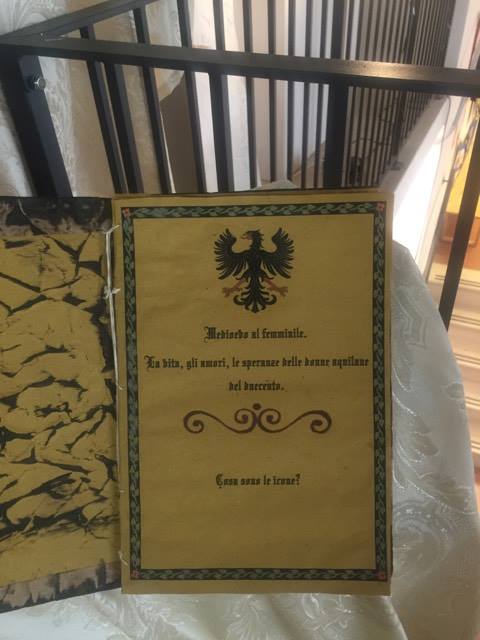 Medioevo al femminile.
La vita, gli amori, le speranze delle donne aquilane
del duecento.
Cosa sono le icone?